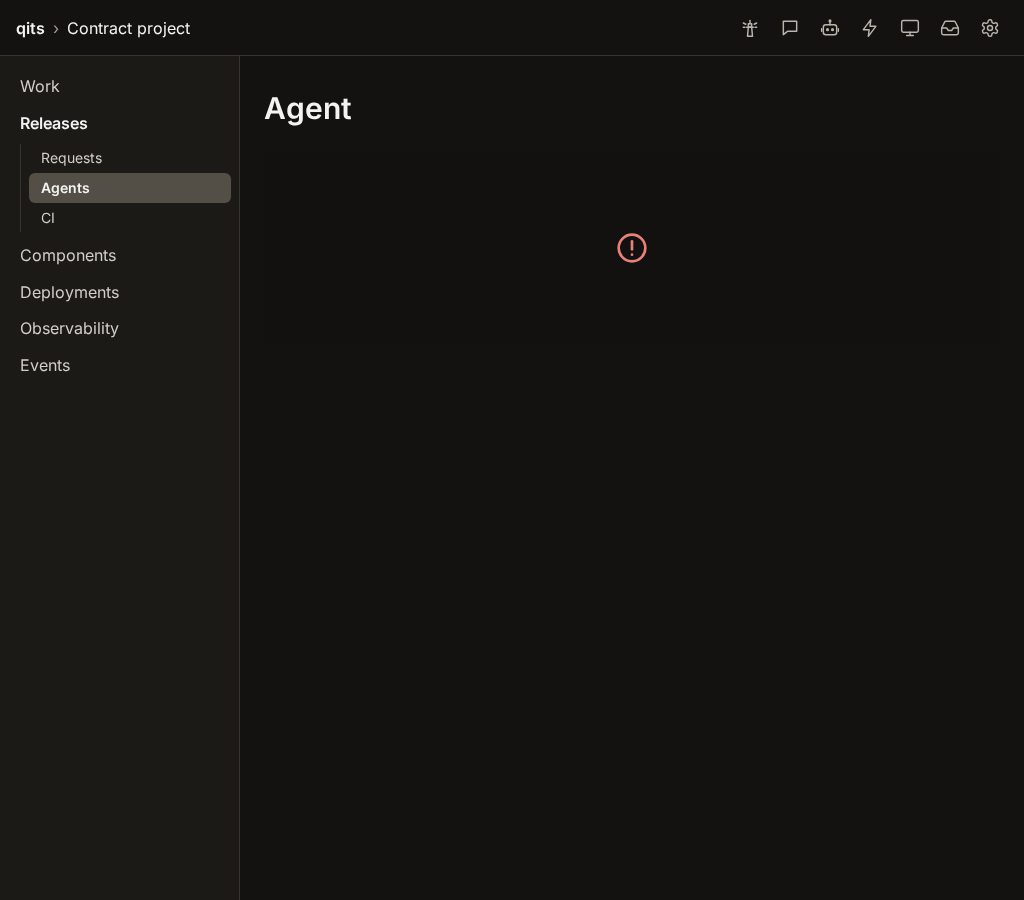 qits › Contract project
Work
Releases
Requests
Agents
CI
Components
Deployments
Observability
Events
Agent